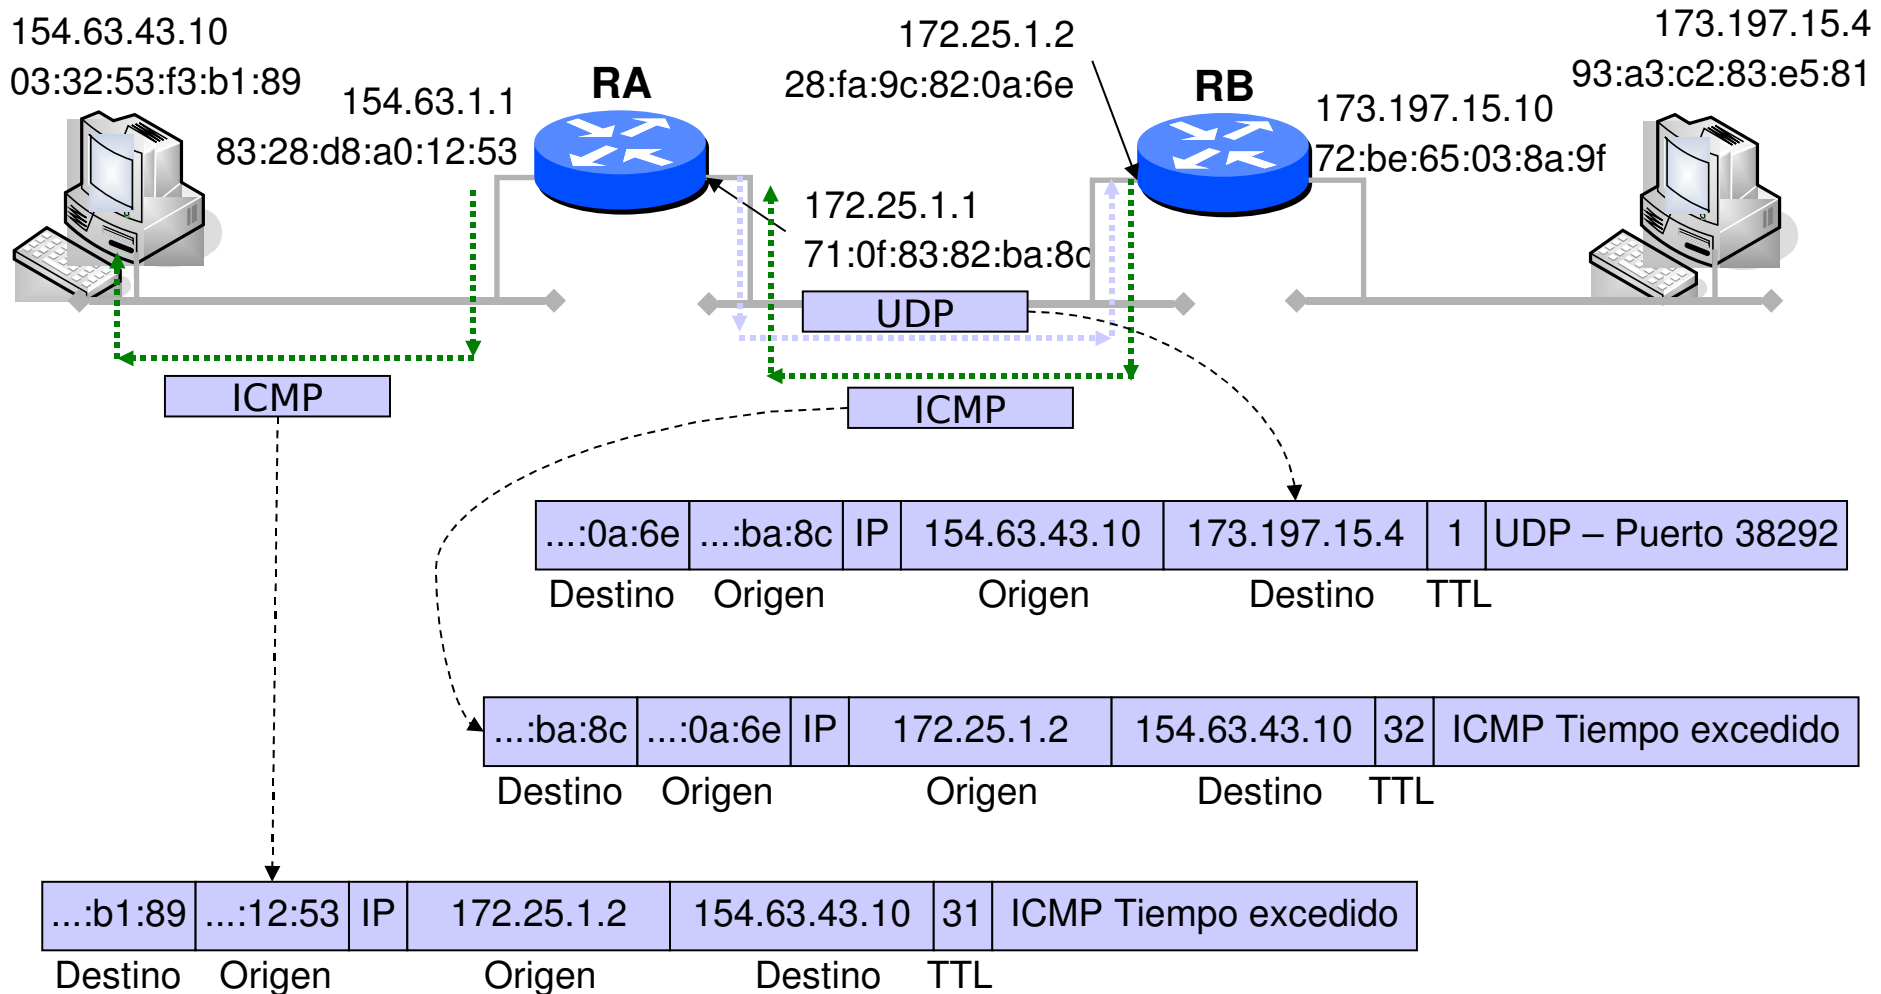 154.63.43.10
03:32:53:f3:b1:89
154.63.1.1
83:28:d8:a0:12:53
RA
172.25.1.2
28:fa:9c:82:0a:6e
RB
173.197.15.4
93:a3:c2:83:e5:81
173.197.15.10
72:be:65:03:8a:9f
172.25.1.1
71:0f:83:82:ba:8c
UDP
ICMP
ICMP
...:0a:6e ...:ba:8c IP 154.63.43.10 173.197.15.4 1 UDP – Puerto 38292
Destino Origen Origen Destino TTL
...:ba:8c ...:0a:6e IP 172.25.1.2 154.63.43.10 32 ICMP Tiempo excedido
Destino Origen Origen Destino TTL
...:b1:89 ...:12:53 IP 172.25.1.2 154.63.43.10 31 ICMP Tiempo excedido
Destino Origen Origen Destino TTL